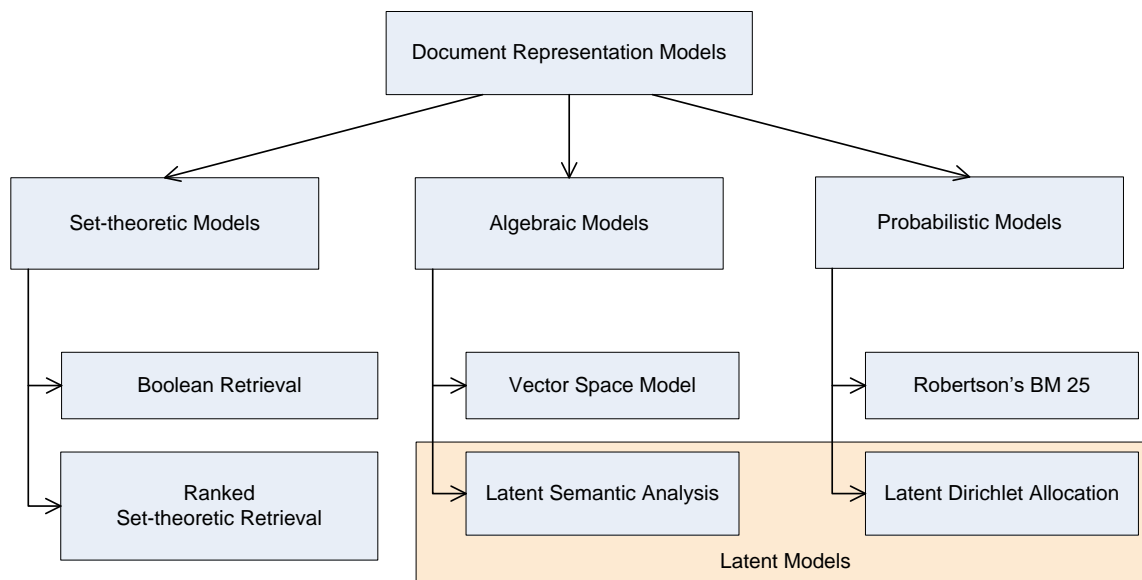 Document Representation Models
Set-theoretic Models
Algebraic Models
Probabilistic Models
Boolean Retrieval
Vector Space Model
Robertson’s BM 25
Ranked
Set-theoretic Retrieval
Latent Semantic Analysis
Latent Dirichlet Allocation
Latent Models